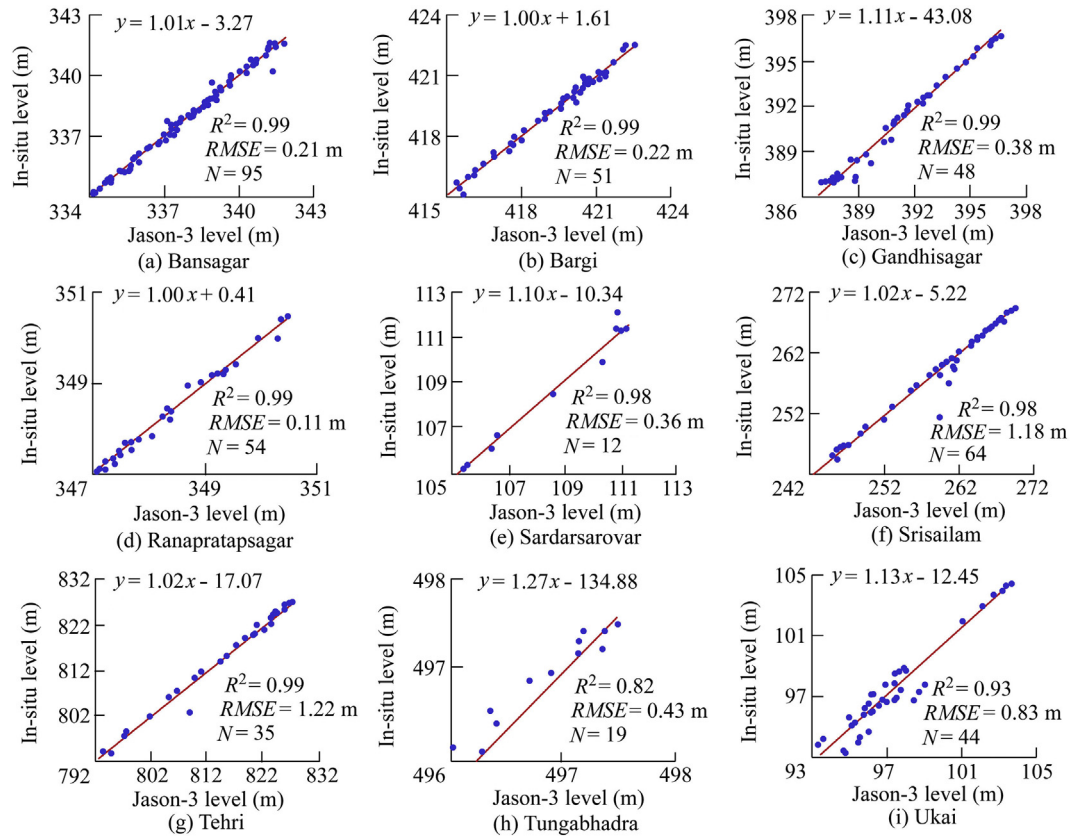 y = 1.01x − 3.27
343
340
337
334
In-situ level (m)
R² = 0.99
RMSE = 0.21 m
N = 95
337
340
343
Jason-3 level (m)
(a) Bansagar
y = 1.00x + 1.61
424
421
418
415
In-situ level (m)
R² = 0.99
RMSE = 0.22 m
N = 51
418
421
424
Jason-3 level (m)
(b) Bargi
y = 1.11x − 43.08
398
395
392
389
386
In-situ level (m)
R² = 0.99
RMSE = 0.38 m
N = 48
389
392
395
398
Jason-3 level (m)
(c) Gandhisagar
y = 1.00x + 0.41
351
349
347
In-situ level (m)
R² = 0.99
RMSE = 0.11 m
N = 54
349
351
Jason-3 level (m)
(d) Ranapratapsagar
y = 1.10x − 10.34
113
111
109
107
105
In-situ level (m)
R² = 0.98
RMSE = 0.36 m
N = 12
107
109
111
113
Jason-3 level (m)
(e) Sardarsarovar
y = 1.02x − 5.22
272
262
252
242
In-situ level (m)
R² = 0.98
RMSE = 1.18 m
N = 64
252
262
272
Jason-3 level (m)
(f) Srisailam
y = 1.02x − 17.07
832
822
812
802
792
In-situ level (m)
R² = 0.99
RMSE = 1.22 m
N = 35
802
812
822
832
Jason-3 level (m)
(g) Tehri
y = 1.27x − 134.88
498
497
496
In-situ level (m)
R² = 0.82
RMSE = 0.43 m
N = 19
497
498
Jason-3 level (m)
(h) Tungabhadra
y = 1.13x − 12.45
105
101
97
93
In-situ level (m)
R² = 0.93
RMSE = 0.83 m
N = 44
97
101
105
Jason-3 level (m)
(i) Ukai